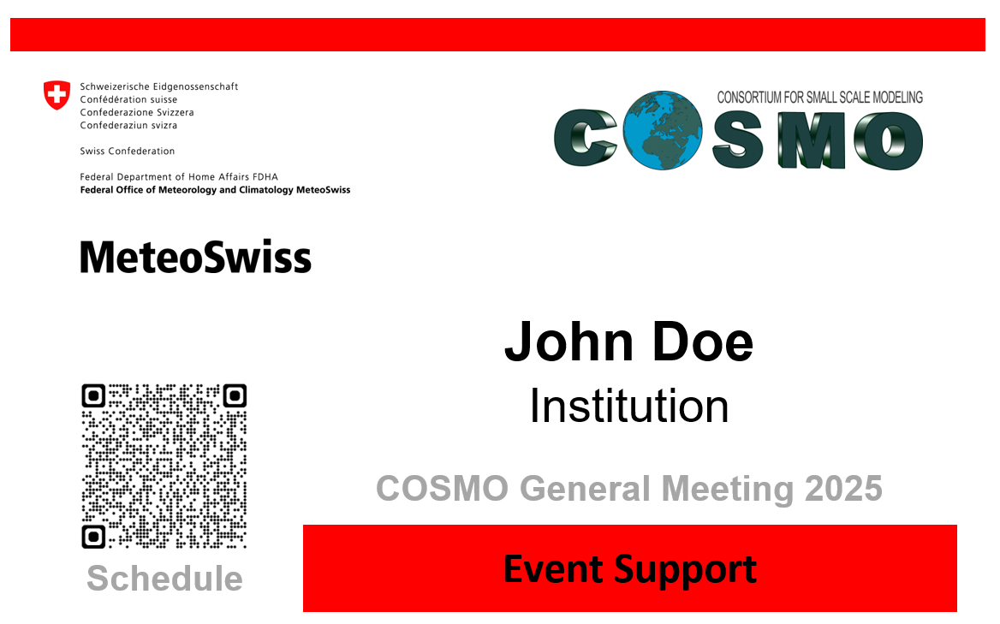 Schweizerische Eidgenossenschaft
Confédération suisse
Confederazione Svizzera
Confederaziun svizra
Swiss Confederation
Federal Department of Home Affairs FDHA
Federal Office of Meteorology and Climatology MeteoSwiss
MeteoSwiss
CONSORTIUM FOR SMALL SCALE MODELING
COSMO
John Doe
Institution
COSMO General Meeting 2025
Event Support
Schedule